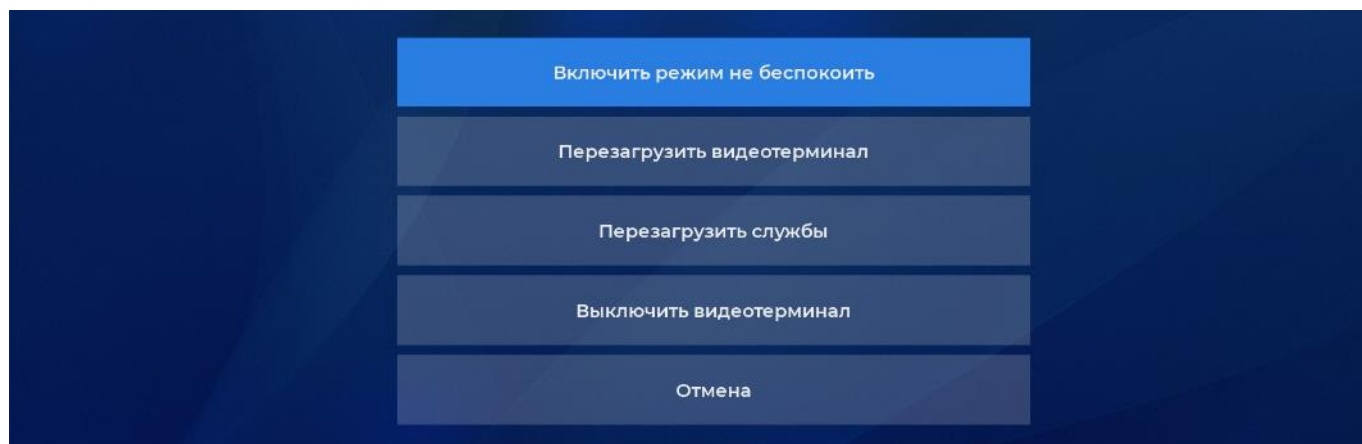 Включить режим не беспокоить
Перезагрузить видеотерминал
Перезагрузить службы
Выключить видеотерминал
Отмена